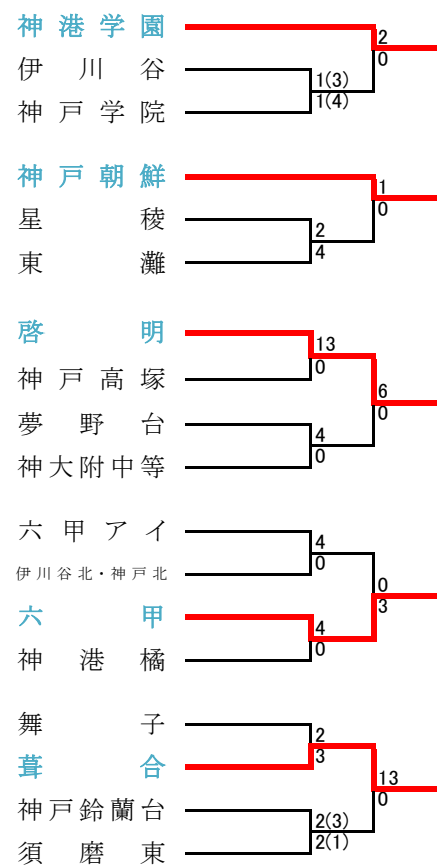 神港学園
2
0
伊川谷
1(3)
1(4)
神戸学院
神戸朝鮮
1
0
星稜
2
4
東灘
啓明
13
0
神戸高塚
6
0
夢野台
4
0
神大附中等
六甲アイ
4
0
伊川谷北・神戸北
0
3
六甲
4
0
神港橘
舞子
2
3
葺合
13
0
神戸鈴蘭台
2(3)
2(1)
須磨東